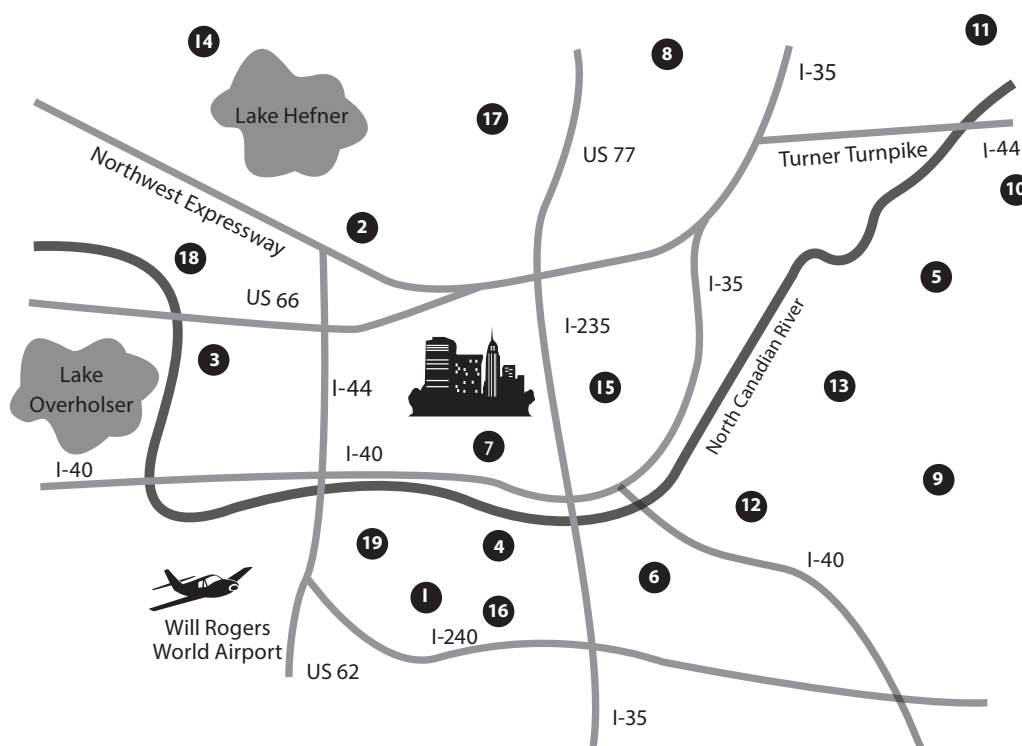 11
14
8
I-35
Lake Hefner
17
Turner Turnpike
I-44
US 77
Northwest Expressway
10
2
18
5
I-35
US 66
I-235
3
Lake
Overholser
I-44
15
13
North Canadian River
7
I-40
I-40
9
12
19
4
I-40
6
1
16
Will Rogers
World Airport
I-240
US 62
I-35